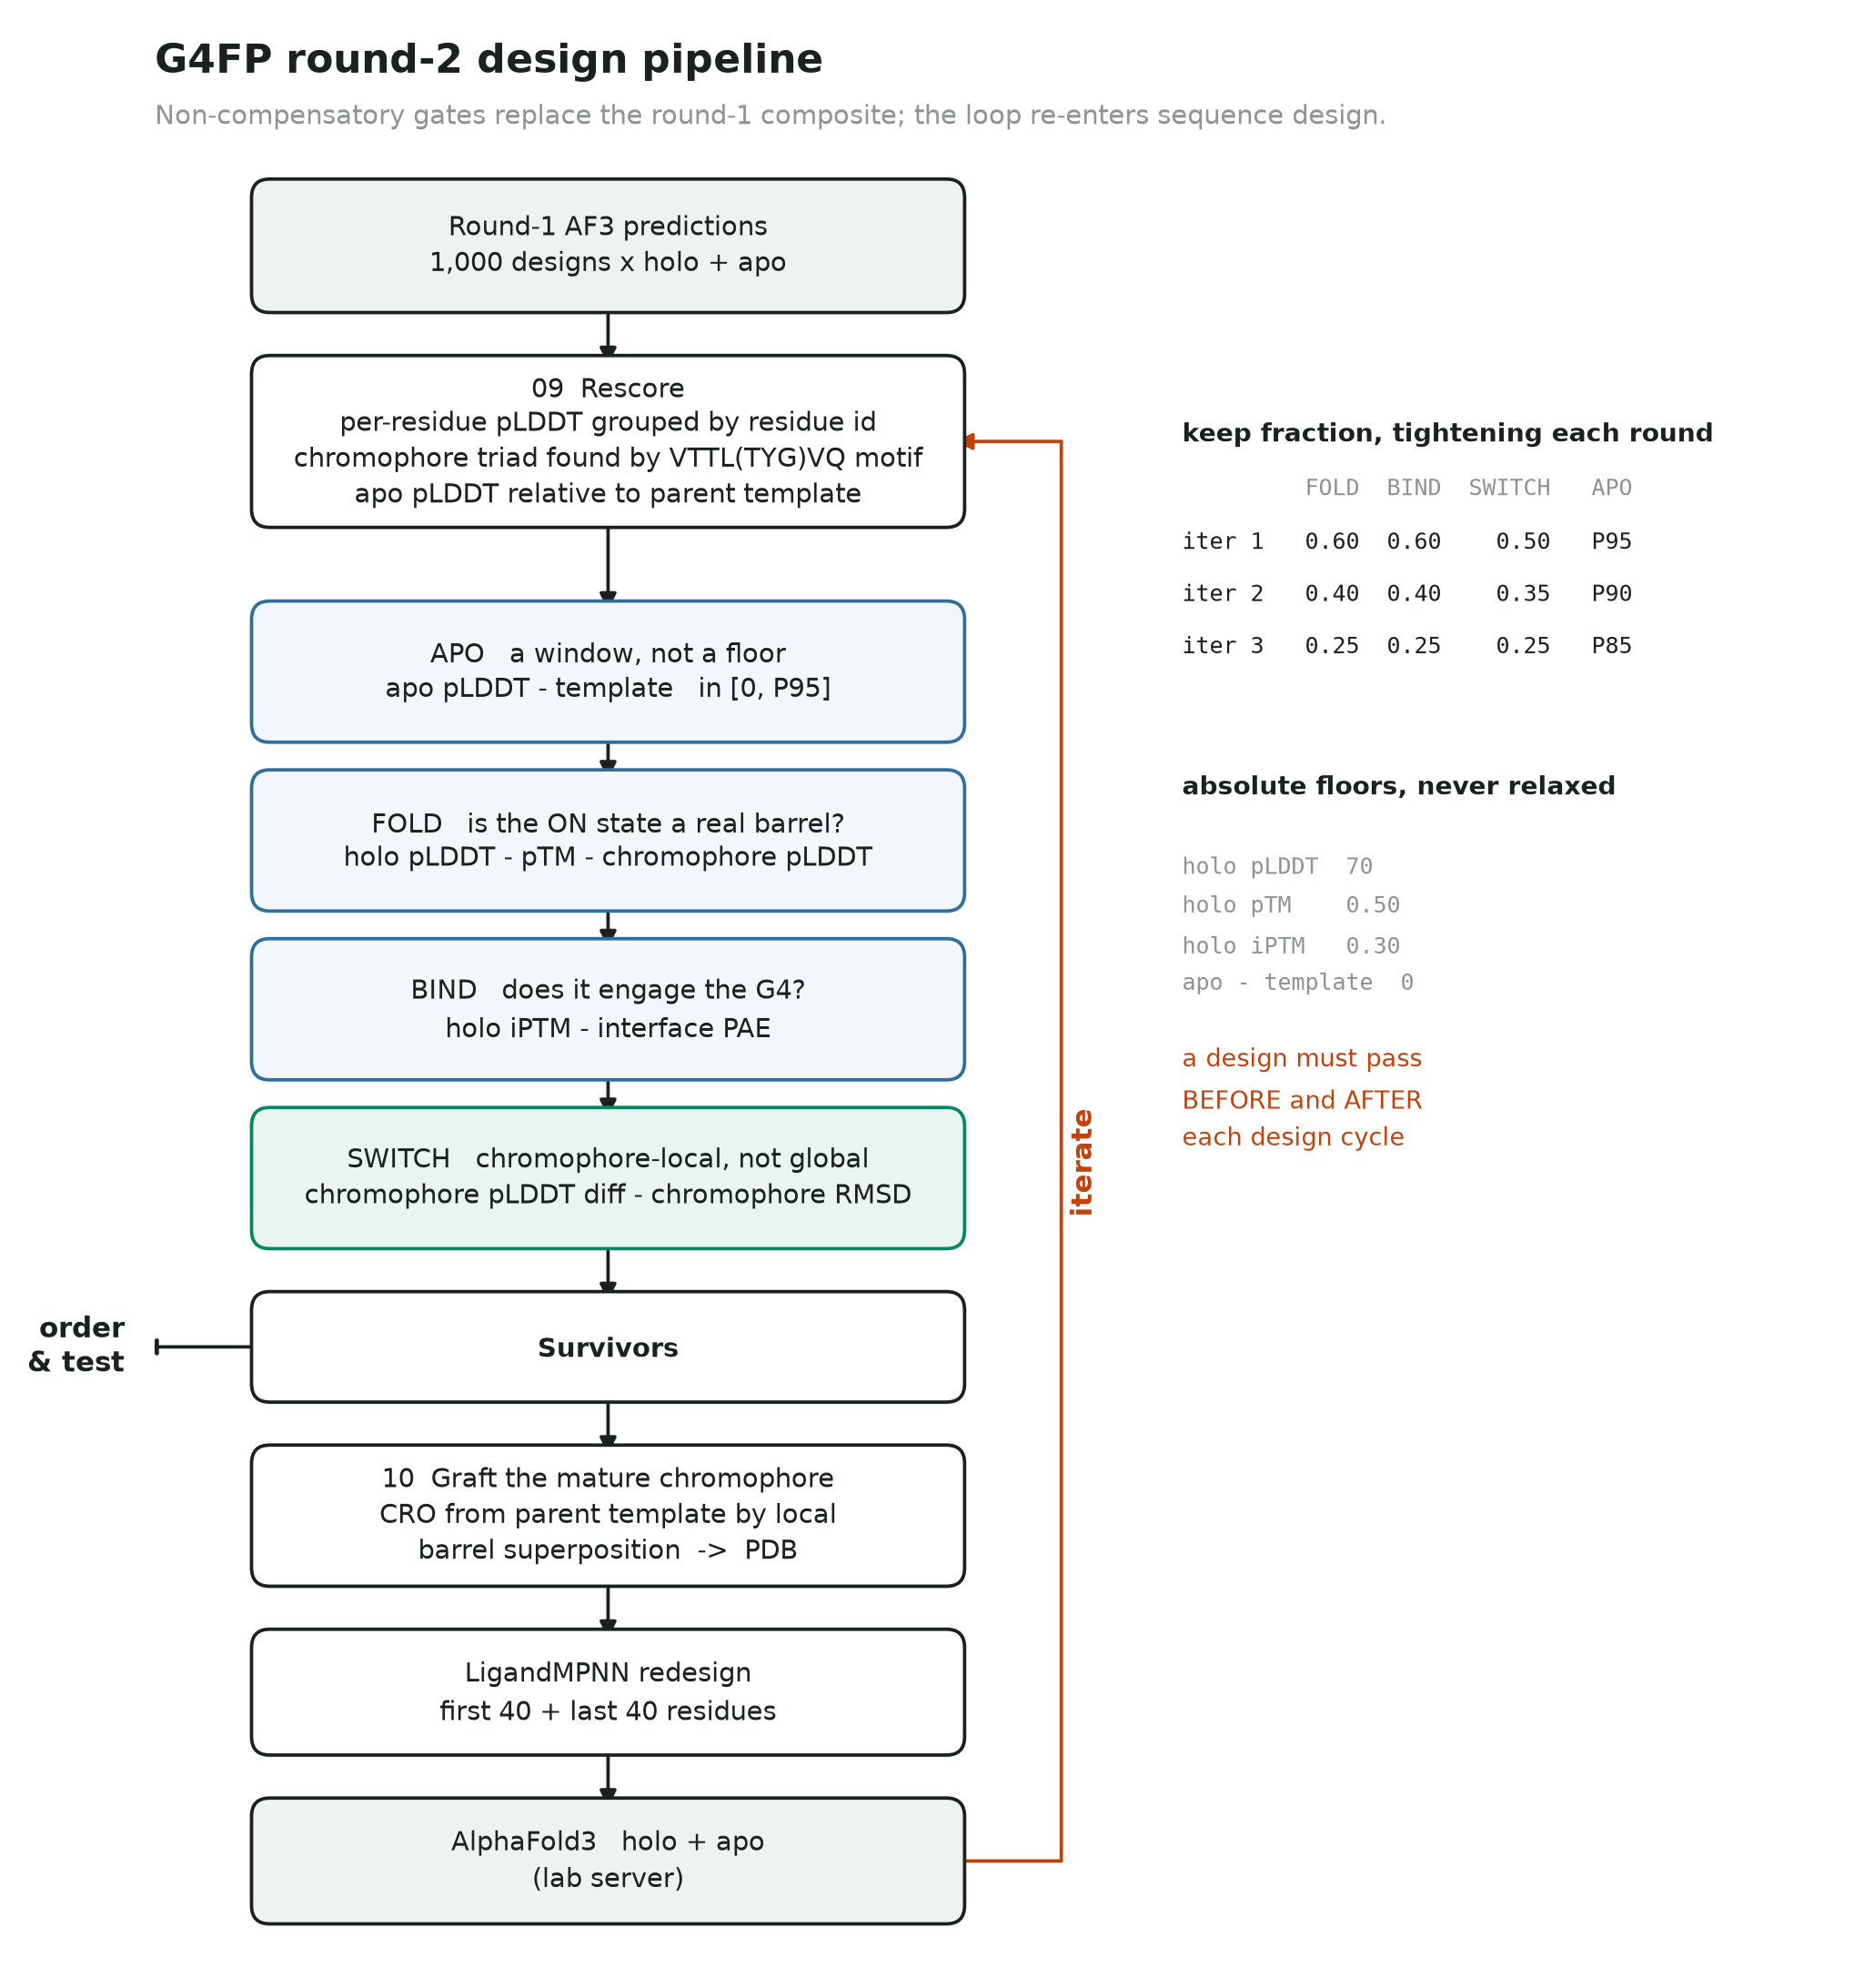 G4FP round-2 design pipeline
Non-compensatory gates replace the round-1 composite; the loop re-enters sequence design.
Round-1 AF3 predictions
1,000 designs x holo + apo
09  Rescore
per-residue pLDDT grouped by residue id
chromophore triad found by VTTL(TYG)VQ motif
apo pLDDT relative to parent template
APO   a window, not a floor
apo pLDDT - template   in [0, P95]
FOLD   is the ON state a real barrel?
holo pLDDT - pTM - chromophore pLDDT
BIND   does it engage the G4?
holo iPTM - interface PAE
SWITCH   chromophore-local, not global
chromophore pLDDT diff - chromophore RMSD
Survivors
order
& test
10  Graft the mature chromophore
CRO from parent template by local
barrel superposition  ->  PDB
LigandMPNN redesign
first 40 + last 40 residues
AlphaFold3   holo + apo
(lab server)
iterate
keep fraction, tightening each round
FOLD  BIND  SWITCH   APO
iter 1   0.60  0.60    0.50   P95
iter 2   0.40  0.40    0.35   P90
iter 3   0.25  0.25    0.25   P85
absolute floors, never relaxed
holo pLDDT  70
holo pTM    0.50
holo iPTM   0.30
apo - template  0
a design must pass
BEFORE and AFTER
each design cycle